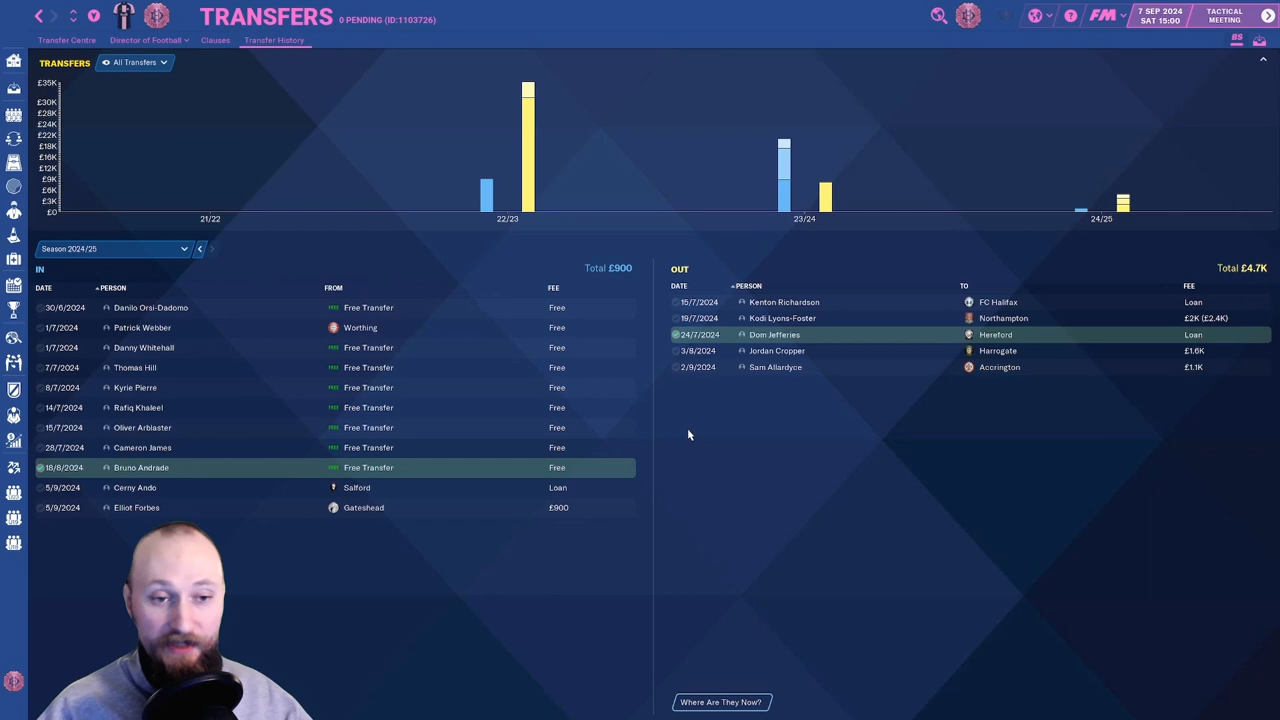 TRANSFERS 0 PENDING (ID:1103726)
7 SEP 2024
SAT 15:00
TACTICAL
MEETING
FM
Transfer Centre Director of Football Clauses Transfer History
BS
TRANSFERS All Transfers
£35K
£30K
£28K
£24K
£22K
£18K
£16K
£12K
£9K
£6K
£3K
£0
21/22 22/23 23/24 24/25
Season 2024/25
IN Total £900
DATE PERSON FROM FEE
30/6/2024 Danilo Orsi-Dadomo FREE Free Transfer Free
1/7/2024 Patrick Webber Worthing Free
1/7/2024 Danny Whitehall FREE Free Transfer Free
7/7/2024 Thomas Hill FREE Free Transfer Free
8/7/2024 Kyrie Pierre FREE Free Transfer Free
14/7/2024 Rafiq Khaleel FREE Free Transfer Free
15/7/2024 Oliver Arblaster FREE Free Transfer Free
28/7/2024 Cameron James FREE Free Transfer Free
18/8/2024 Bruno Andrade FREE Free Transfer Free
5/9/2024 Cerny Ando Salford Loan
5/9/2024 Elliot Forbes Gateshead £900
OUT Total £4.7K
DATE PERSON TO FEE
15/7/2024 Kenton Richardson FC Halifax Loan
19/7/2024 Kodi Lyons-Foster Northampton £2K (£2.4K)
24/7/2024 Dom Jefferies Hereford Loan
3/8/2024 Jordan Cropper Harrogate £1.6K
2/9/2024 Sam Allardyce Accrington £1.1K
Where Are They Now?